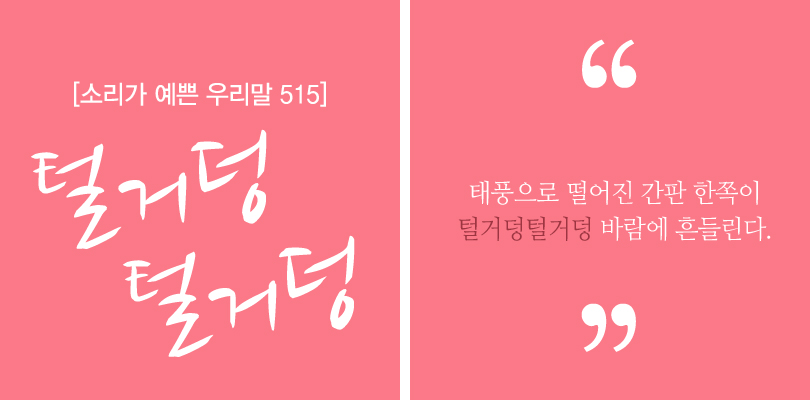 [소리가 예쁜 우리말 515]
털거덩
털거덩
“
태풍으로 떨어진 간판 한쪽이
털거덩털거덩 바람에 흔들린다.
”